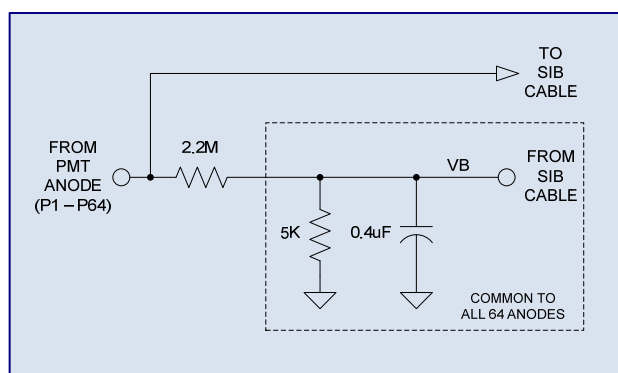 TO
SIB
CABLE
FROM
PMT
ANODE
(P1 – P64)
2.2M
VB
FROM
SIB
CABLE
5K
0.4uF
COMMON TO
ALL 64 ANODES